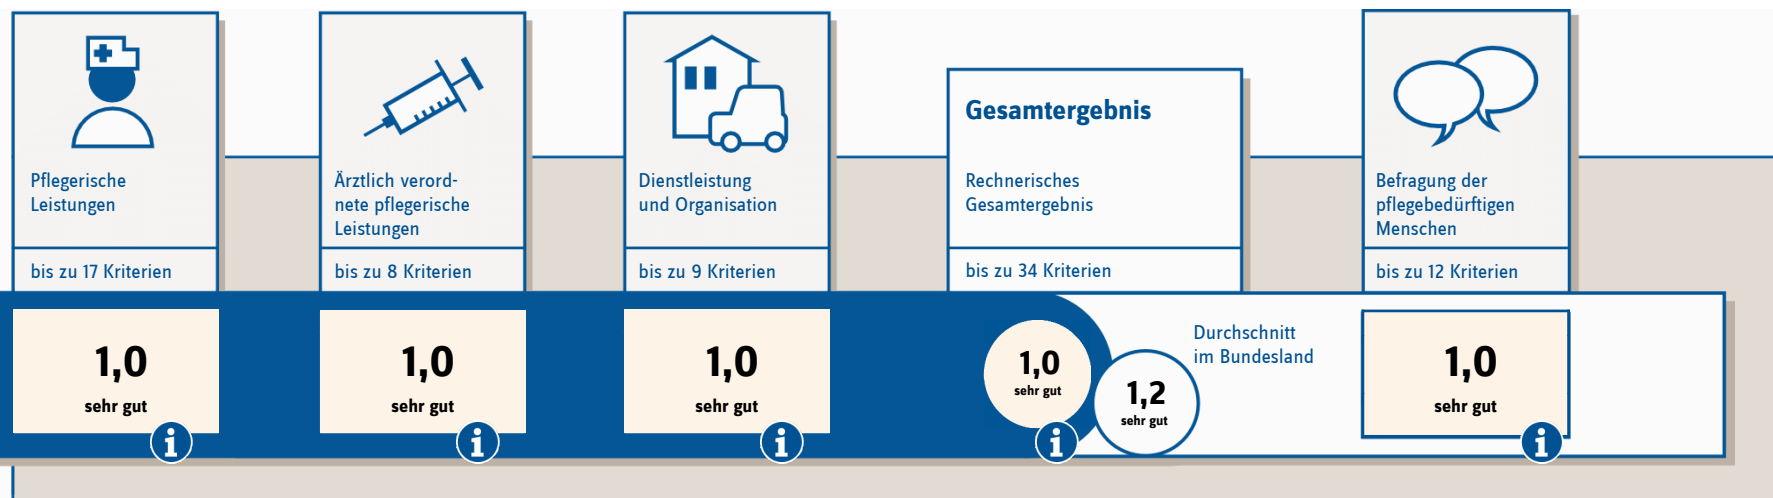 Pflegerische
Leistungen
bis zu 17 Kriterien
1,0
sehr gut
i
Ärztlich verord-
nete pflegerische
Leistungen
bis zu 8 Kriterien
1,0
sehr gut
i
Dienstleistung
und Organisation
bis zu 9 Kriterien
1,0
sehr gut
i
Gesamtergebnis
Rechnerisches
Gesamtergebnis
bis zu 34 Kriterien
1,0
sehr gut
i
1,2
sehr gut
Durchschnitt
im Bundesland
Befragung der
pflegebedürftigen
Menschen
bis zu 12 Kriterien
1,0
sehr gut
i